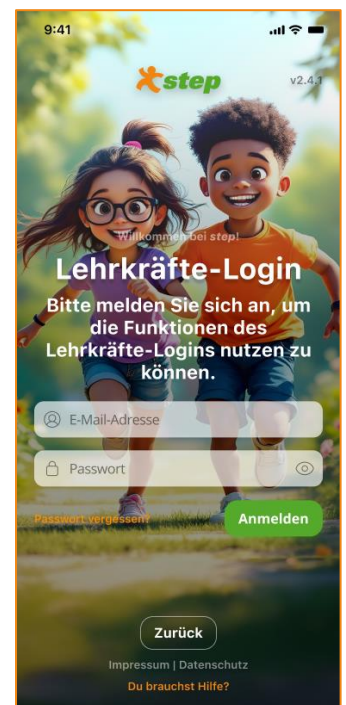 9:41
step
v2.4.1
Willkommen bei step!
Lehrkräfte-Login
Bitte melden Sie sich an, um
die Funktionen des
Lehrkräfte-Logins nutzen zu
können.
E-Mail-Adresse
Passwort
Passwort vergessen?
Anmelden
Zurück
Impressum | Datenschutz
Du brauchst Hilfe?